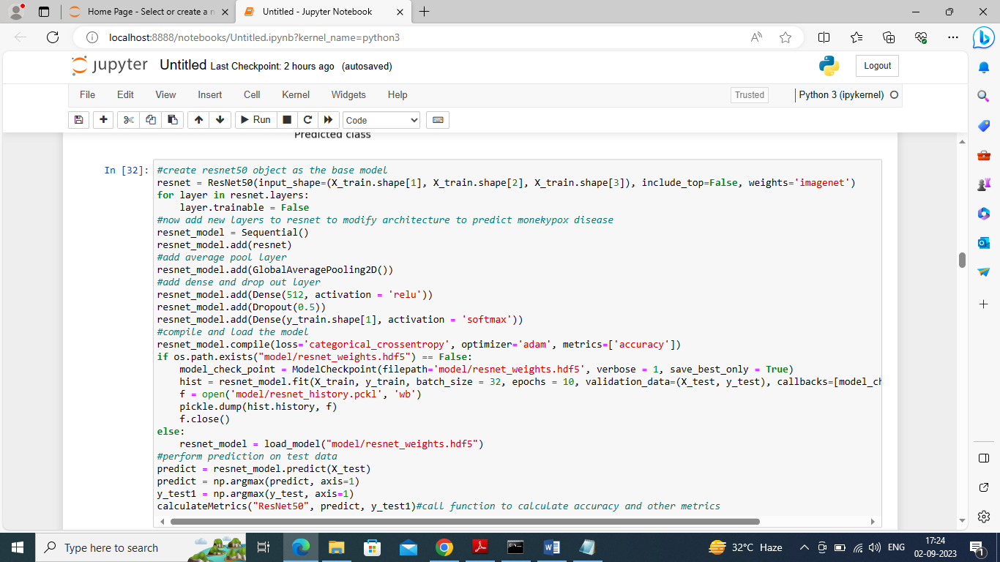 Home Page - Select or create a n
Untitled - Jupyter Notebook
localhost:8888/notebooks/Untitled.ipynb?kernel_name=python3
jupyter Untitled Last Checkpoint: 2 hours ago (autosaved)
Logout
File Edit View Insert Cell Kernel Widgets Help
Trusted
Python 3 (ipykernel)
Run
Code
Predicted class
In [32]:
#create resnet50 object as the base model
resnet = ResNet50(input_shape=(X_train.shape[1], X_train.shape[2], X_train.shape[3]), include_top=False, weights='imagenet')
for layer in resnet.layers:
    layer.trainable = False
#now add new layers to resnet to modify architecture to predict monekypox disease
resnet_model = Sequential()
resnet_model.add(resnet)
#add average pool layer
resnet_model.add(GlobalAveragePooling2D())
#add dense and drop out layer
resnet_model.add(Dense(512, activation = 'relu'))
resnet_model.add(Dropout(0.5))
resnet_model.add(Dense(y_train.shape[1], activation = 'softmax'))
#compile and load the model
resnet_model.compile(loss='categorical_crossentropy', optimizer='adam', metrics=['accuracy'])
if os.path.exists("model/resnet_weights.hdf5") == False:
    model_check_point = ModelCheckpoint(filepath='model/resnet_weights.hdf5', verbose = 1, save_best_only = True)
    hist = resnet_model.fit(X_train, y_train, batch_size = 32, epochs = 10, validation_data=(X_test, y_test), callbacks=[model_ch
    f = open('model/resnet_history.pckl', 'wb')
    pickle.dump(hist.history, f)
    f.close()
else:
    resnet_model = load_model("model/resnet_weights.hdf5")
#perform prediction on test data
predict = resnet_model.predict(X_test)
predict = np.argmax(predict, axis=1)
y_test1 = np.argmax(y_test, axis=1)
calculateMetrics("ResNet50", predict, y_test1)#call function to calculate accuracy and other metrics
Type here to search
32°C Haze
ENG
17:24
02-09-2023
1